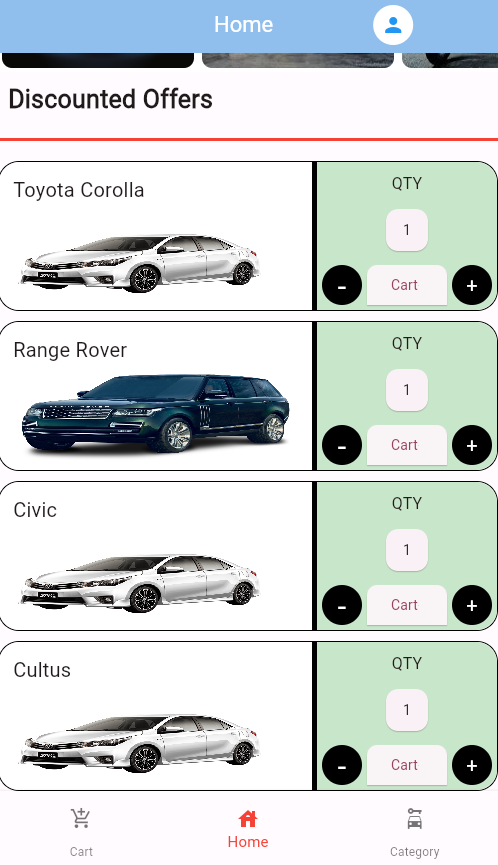 Home
Discounted Offers
Toyota Corolla
QTY
1
- Cart +
Range Rover
QTY
1
- Cart +
Civic
QTY
1
- Cart +
Cultus
QTY
1
- Cart +
Cart Home Category